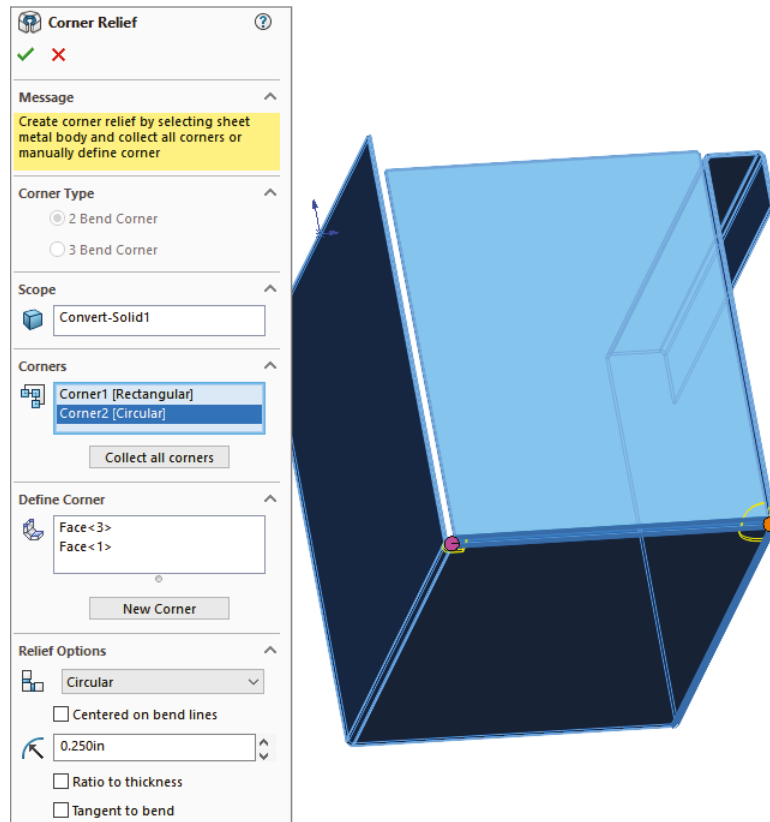 Corner Relief
Message
Create corner relief by selecting sheet
metal body and collect all corners or
manually define corner
Corner Type
2 Bend Corner
3 Bend Corner
Scope
Convert-Solid1
Corners
Corner1 [Rectangular]
Corner2 [Circular]
Collect all corners
Define Corner
Face<3>
Face<1>
New Corner
Relief Options
Circular
Centered on bend lines
0.250in
Ratio to thickness
Tangent to bend